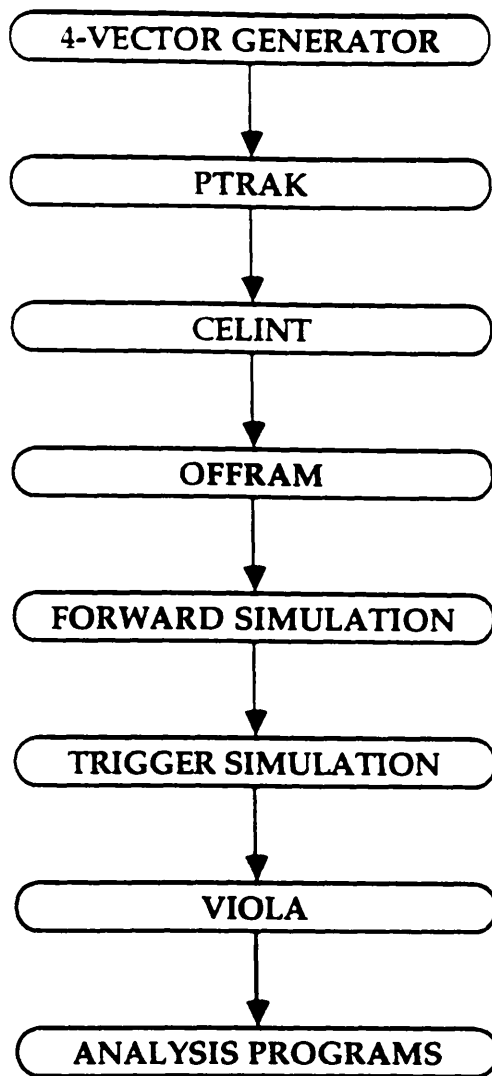 4-VECTOR GENERATOR
PTRAK
CELINT
OFFRAM
FORWARD SIMULATION
TRIGGER SIMULATION
VIOLA
ANALYSIS PROGRAMS